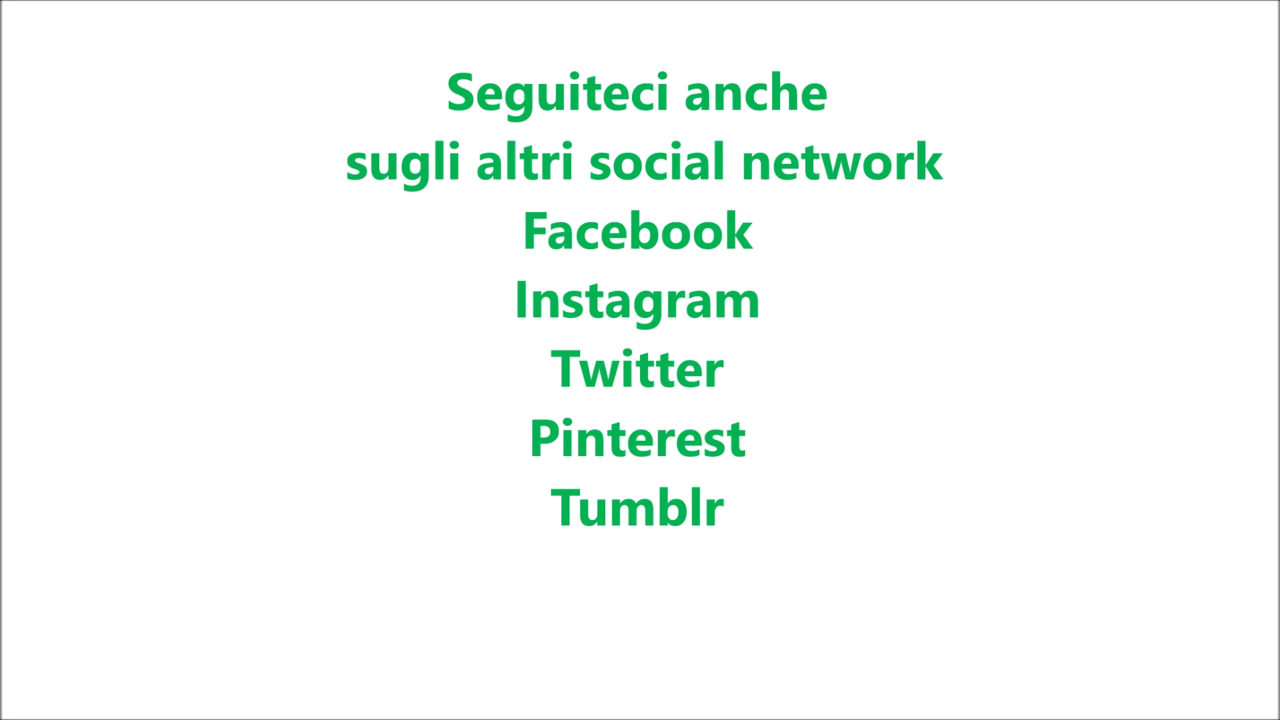 Seguiteci anche
sugli altri social network
Facebook
Instagram
Twitter
Pinterest
Tumblr